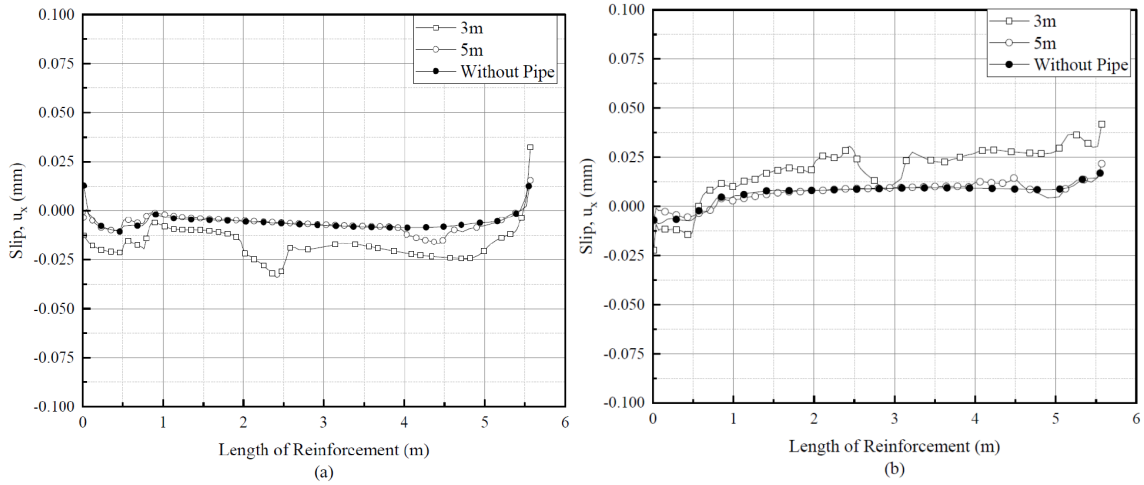 0.100
0.075
0.050
0.025
0.000
-0.025
-0.050
-0.075
-0.100
Slip, u_x (mm)
3m
5m
Without Pipe
0 1 2 3 4 5 6
Length of Reinforcement (m)
(a)
0.100
0.075
0.050
0.025
0.000
-0.025
-0.050
-0.075
-0.100
Slip, u_x (mm)
3m
5m
Without Pipe
0 1 2 3 4 5 6
Length of Reinforcement (m)
(b)